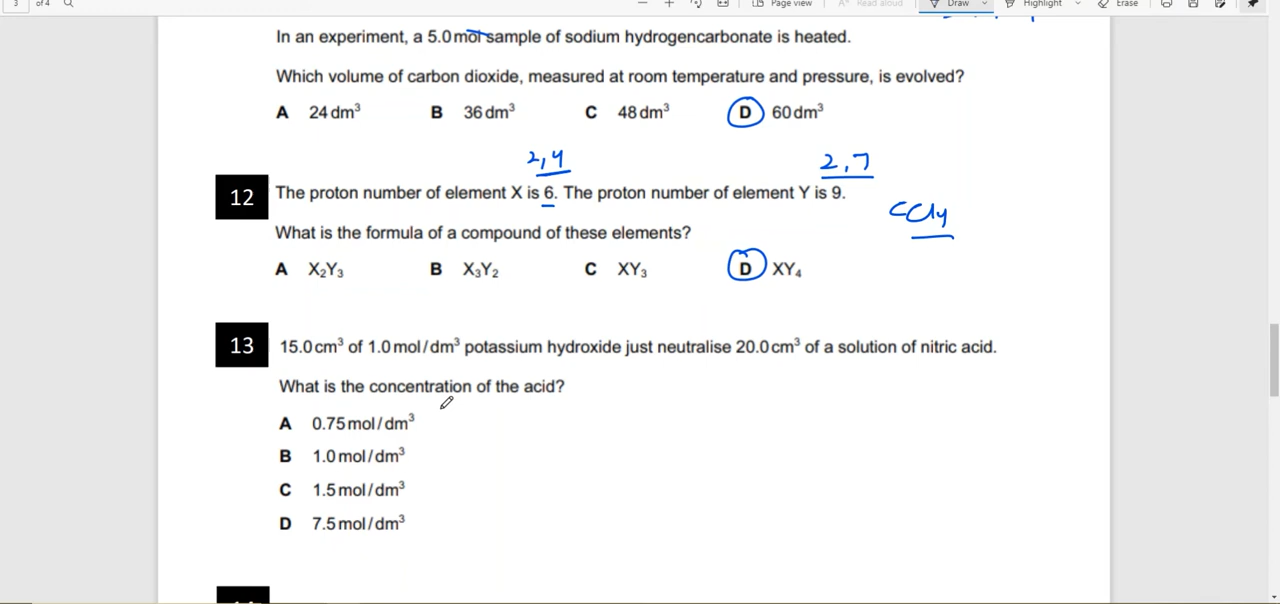 3 of 4 Page view Read aloud Draw Highlight Erase
In an experiment, a 5.0 mol sample of sodium hydrogencarbonate is heated.
Which volume of carbon dioxide, measured at room temperature and pressure, is evolved?
A 24 dm³ B 36 dm³ C 48 dm³ D 60 dm³
2,4 2,7
12 The proton number of element X is 6. The proton number of element Y is 9.
CCl4
What is the formula of a compound of these elements?
A X₂Y₃ B X₃Y₂ C XY₃ D XY₄
13 15.0 cm³ of 1.0 mol/dm³ potassium hydroxide just neutralise 20.0 cm³ of a solution of nitric acid.
What is the concentration of the acid?
A 0.75 mol/dm³
B 1.0 mol/dm³
C 1.5 mol/dm³
D 7.5 mol/dm³